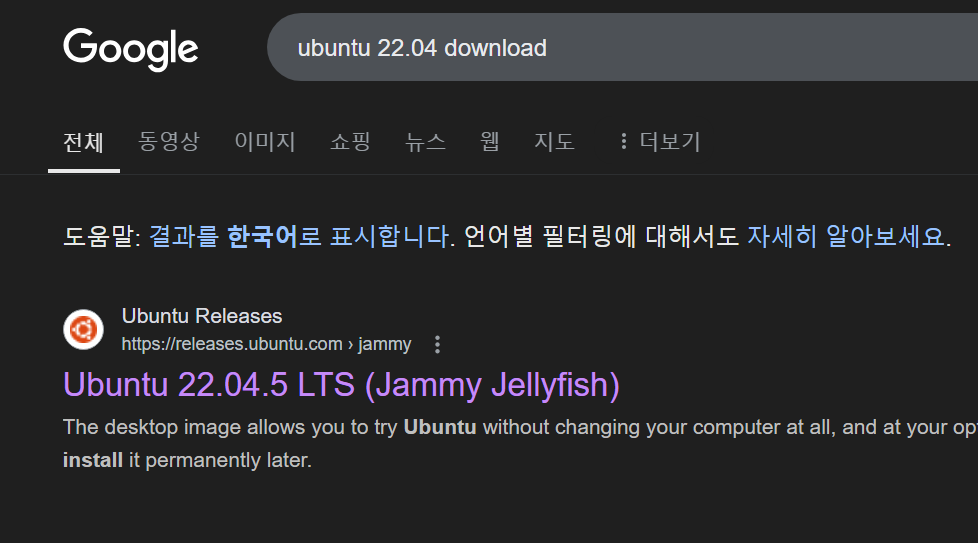 Google
ubuntu 22.04 download
전체 동영상 이미지 쇼핑 뉴스 웹 지도 더보기
도움말: 결과를 한국어로 표시합니다. 언어별 필터링에 대해서도 자세히 알아보세요.
Ubuntu Releases
https://releases.ubuntu.com › jammy
Ubuntu 22.04.5 LTS (Jammy Jellyfish)
The desktop image allows you to try Ubuntu without changing your computer at all, and at your
install it permanently later.